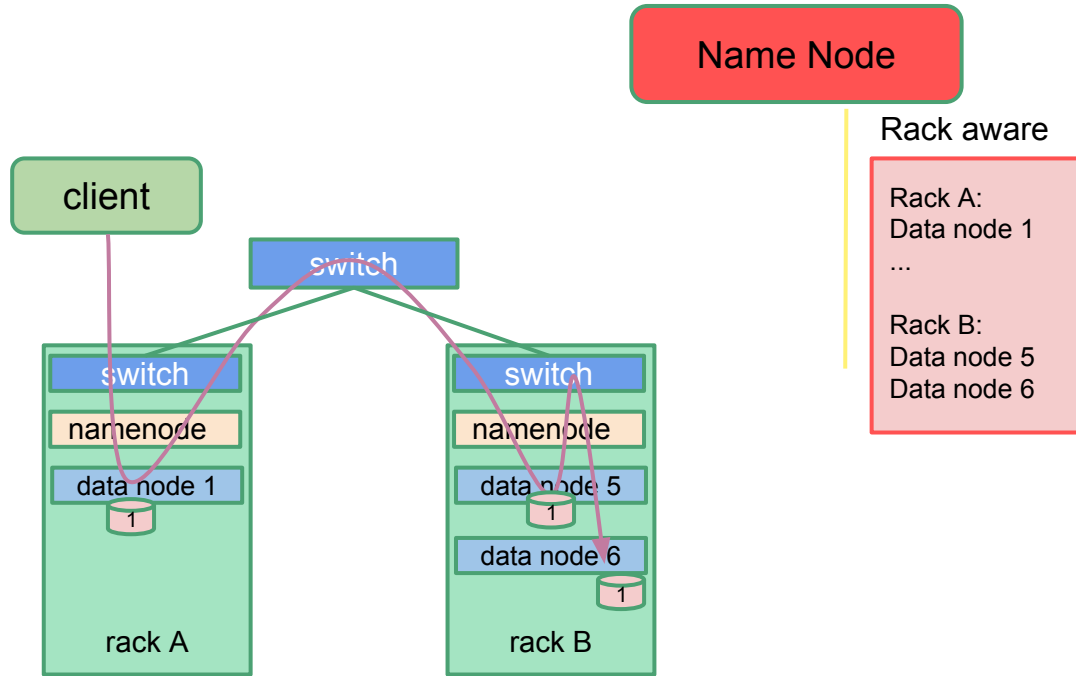 Name Node
Rack aware
Rack A:
Data node 1
...
Rack B:
Data node 5
Data node 6
client
switch
switch
namenode
data node 1
1
rack A
switch
namenode
data node 5
1
data node 6
1
rack B